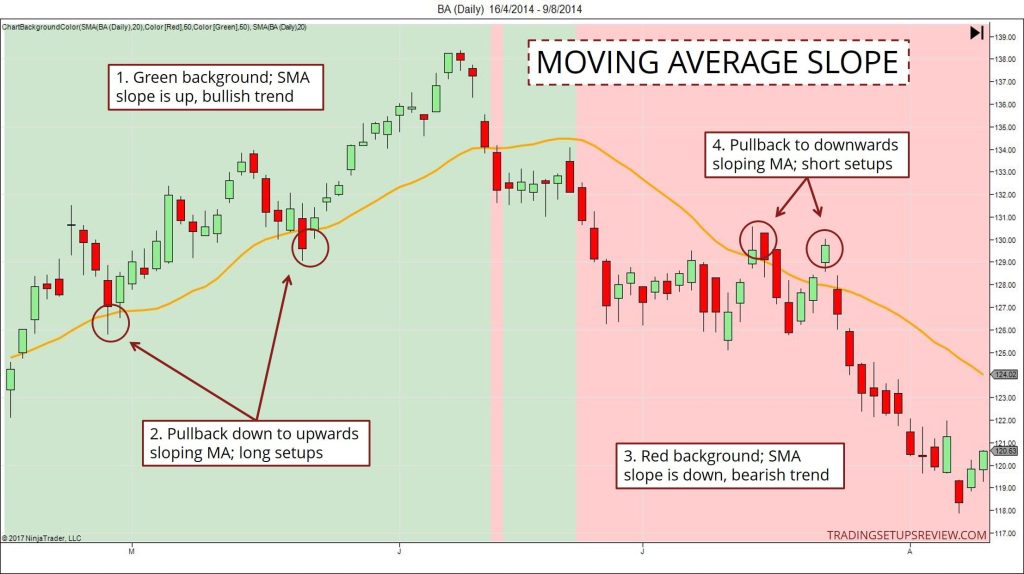 BA (Daily) 16/4/2014 - 9/8/2014
ChartBackgroundColor(SMA(BA (Daily),20),Color [Red],50,Color [Green],50), SMA(BA (Daily),20)
MOVING AVERAGE SLOPE
1. Green background; SMA
slope is up, bullish trend
4. Pullback to downwards
sloping MA; short setups
2. Pullback down to upwards
sloping MA; long setups
3. Red background; SMA
slope is down, bearish trend
139.00
138.00
137.00
136.00
135.00
134.00
133.00
132.00
131.00
130.00
129.00
128.00
127.00
126.00
125.00
124.02
123.00
122.00
121.00
120.63
120.00
119.00
118.00
117.00
© 2017 NinjaTrader, LLC
TRADINGSETUPSREVIEW.COM
M J J A